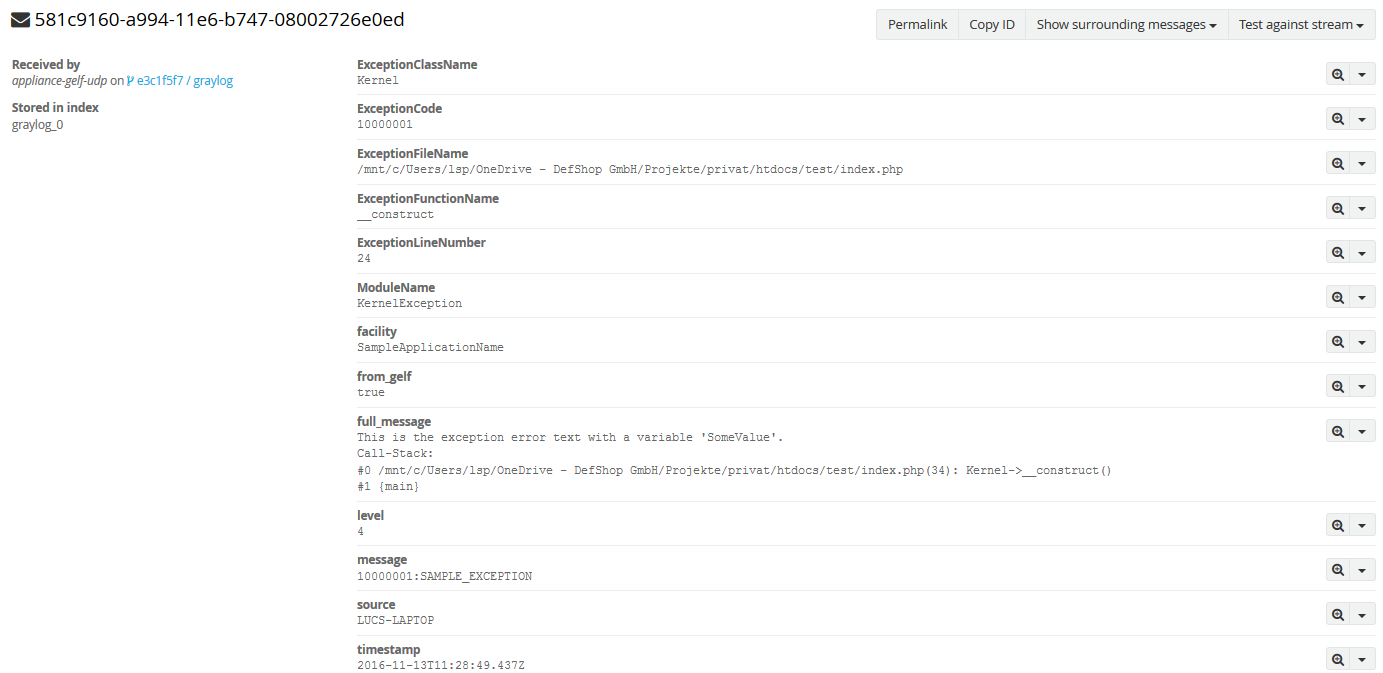 581c9160-a994-11e6-b747-08002726e0ed
Permalink
Copy ID
Show surrounding messages
Test against stream
Received by
appliance-gelf-udp on e3c1f5f7 / graylog
Stored in index
graylog_0
ExceptionClassName
Kernel
ExceptionCode
10000001
ExceptionFileName
/mnt/c/Users/lsp/OneDrive - DefShop GmbH/Projekte/privat/htdocs/test/index.php
ExceptionFunctionName
__construct
ExceptionLineNumber
24
ModuleName
KernelException
facility
SampleApplicationName
from_gelf
true
full_message
This is the exception error text with a variable 'SomeValue'.
Call-Stack:
#0 /mnt/c/Users/lsp/OneDrive - DefShop GmbH/Projekte/privat/htdocs/test/index.php(34): Kernel->__construct()
#1 {main}
level
4
message
10000001:SAMPLE_EXCEPTION
source
LUCS-LAPTOP
timestamp
2016-11-13T11:28:49.437Z